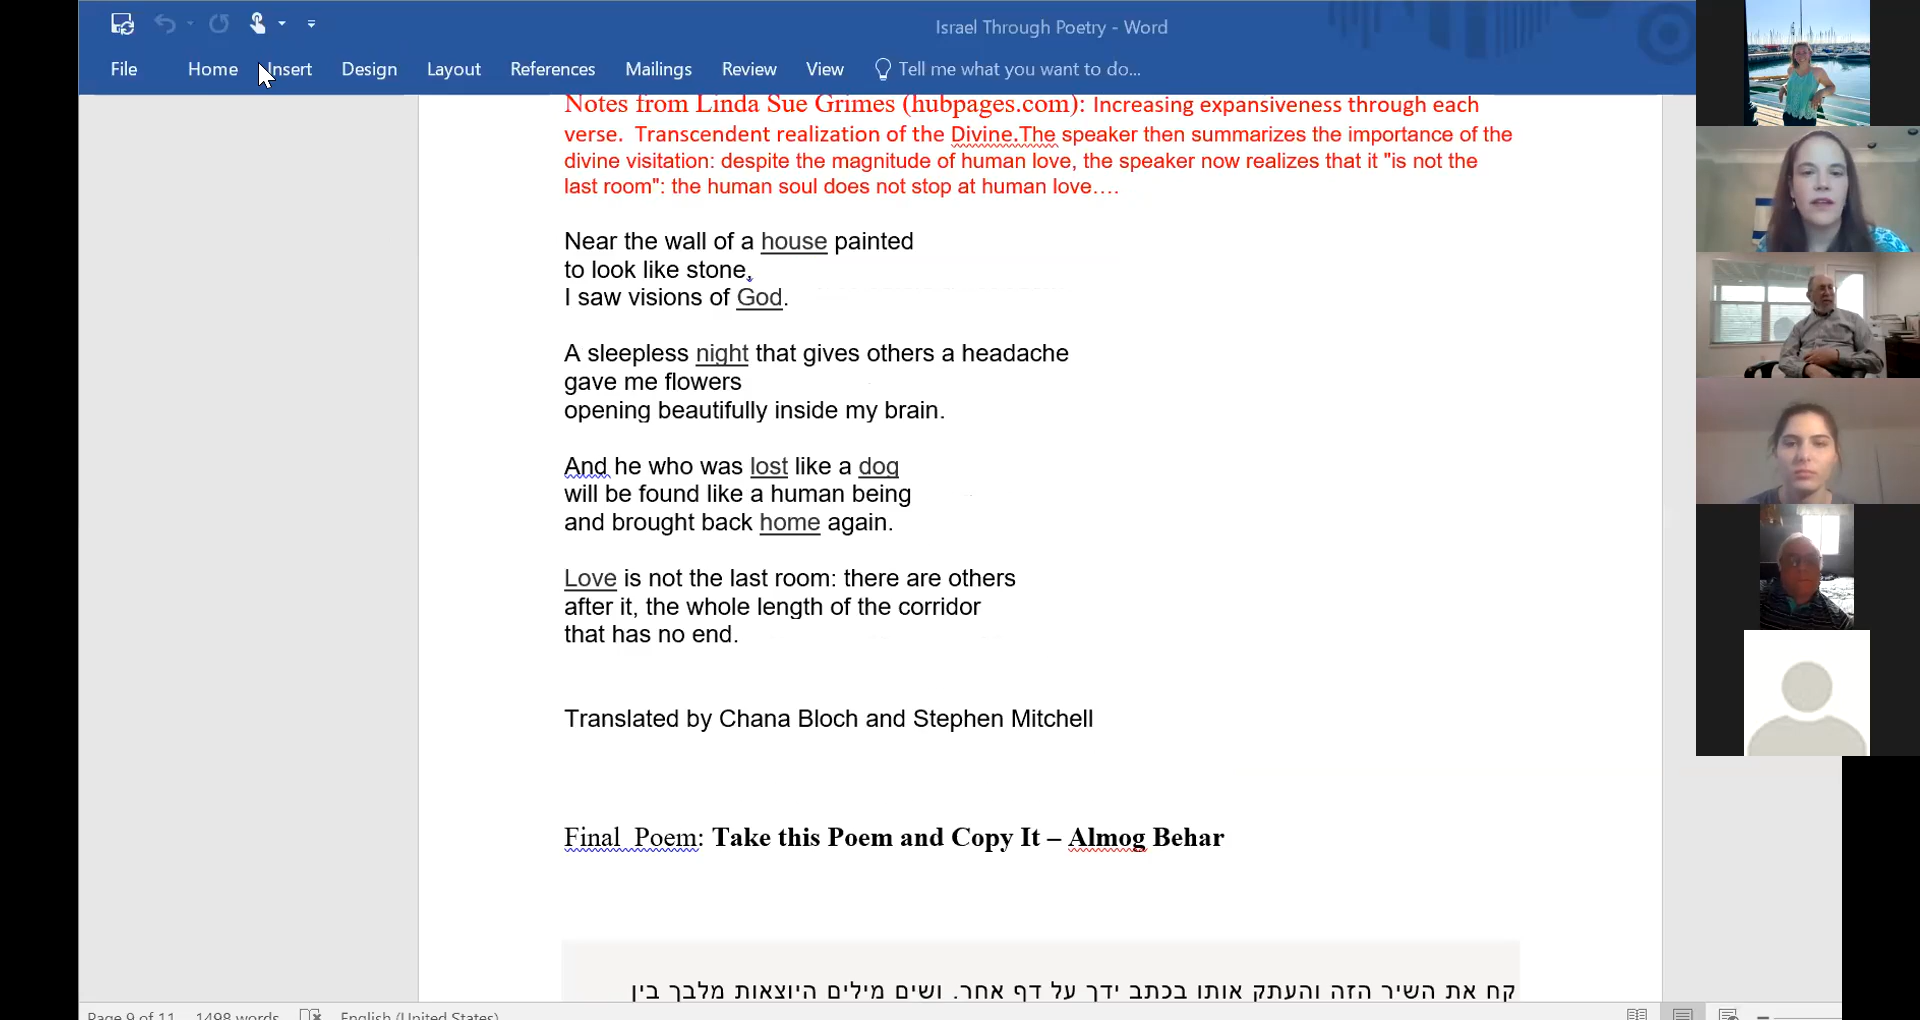 Israel Through Poetry - Word
File Home Insert Design Layout References Mailings Review View Tell me what you want to do...
Notes from Linda Sue Grimes (hubpages.com): Increasing expansiveness through each
verse. Transcendent realization of the Divine.The speaker then summarizes the importance of the
divine visitation: despite the magnitude of human love, the speaker now realizes that it "is not the
last room": the human soul does not stop at human love….
Near the wall of a house painted
to look like stone,
I saw visions of God.
A sleepless night that gives others a headache
gave me flowers
opening beautifully inside my brain.
And he who was lost like a dog
will be found like a human being
and brought back home again.
Love is not the last room: there are others
after it, the whole length of the corridor
that has no end.
Translated by Chana Bloch and Stephen Mitchell
Final Poem: Take this Poem and Copy It – Almog Behar
קח את השיר הזה והעתק אותו בכתב ידך על דף אחר. ושים מילים היוצאות מלבך בין
Page 9 of 11 1498 words English (United States)